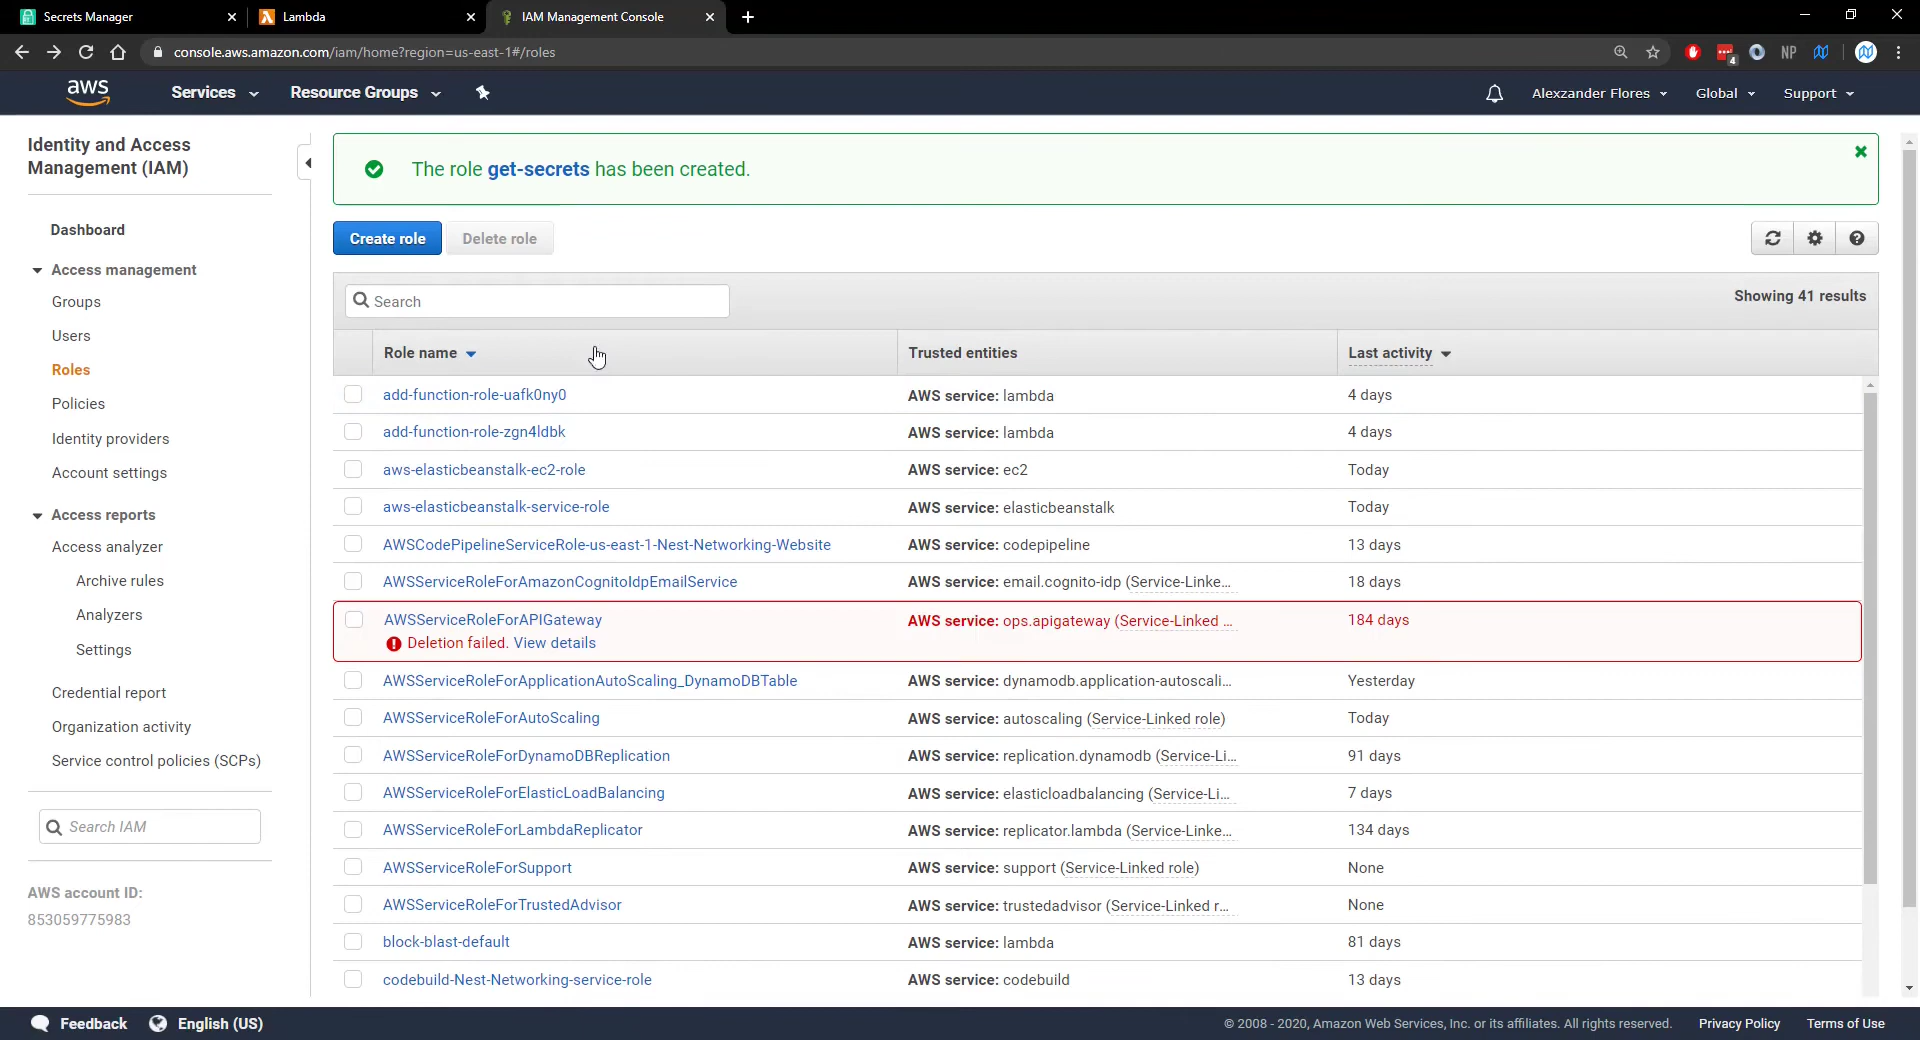 Secrets Manager
Lambda
IAM Management Console
console.aws.amazon.com/iam/home?region=us-east-1#/roles
4
NP
aws
Services
Resource Groups
Alexzander Flores
Global
Support
Identity and Access
Management (IAM)
Dashboard
Access management
Groups
Users
Roles
Policies
Identity providers
Account settings
Access reports
Access analyzer
Archive rules
Analyzers
Settings
Credential report
Organization activity
Service control policies (SCPs)
Search IAM
AWS account ID:
853059775983
The role get-secrets has been created.
Create role
Delete role
Search
Showing 41 results
Role name Trusted entities Last activity
add-function-role-uafk0ny0 AWS service: lambda 4 days
add-function-role-zgn4ldbk AWS service: lambda 4 days
aws-elasticbeanstalk-ec2-role AWS service: ec2 Today
aws-elasticbeanstalk-service-role AWS service: elasticbeanstalk Today
AWSCodePipelineServiceRole-us-east-1-Nest-Networking-Website AWS service: codepipeline 13 days
AWSServiceRoleForAmazonCognitoIdpEmailService AWS service: email.cognito-idp (Service-Linke... 18 days
AWSServiceRoleForAPIGateway AWS service: ops.apigateway (Service-Linked ... 184 days
Deletion failed. View details
AWSServiceRoleForApplicationAutoScaling_DynamoDBTable AWS service: dynamodb.application-autoscali... Yesterday
AWSServiceRoleForAutoScaling AWS service: autoscaling (Service-Linked role) Today
AWSServiceRoleForDynamoDBReplication AWS service: replication.dynamodb (Service-Li... 91 days
AWSServiceRoleForElasticLoadBalancing AWS service: elasticloadbalancing (Service-Li... 7 days
AWSServiceRoleForLambdaReplicator AWS service: replicator.lambda (Service-Linke... 134 days
AWSServiceRoleForSupport AWS service: support (Service-Linked role) None
AWSServiceRoleForTrustedAdvisor AWS service: trustedadvisor (Service-Linked r... None
block-blast-default AWS service: lambda 81 days
codebuild-Nest-Networking-service-role AWS service: codebuild 13 days
Feedback
English (US)
© 2008 - 2020, Amazon Web Services, Inc. or its affiliates. All rights reserved.
Privacy Policy
Terms of Use